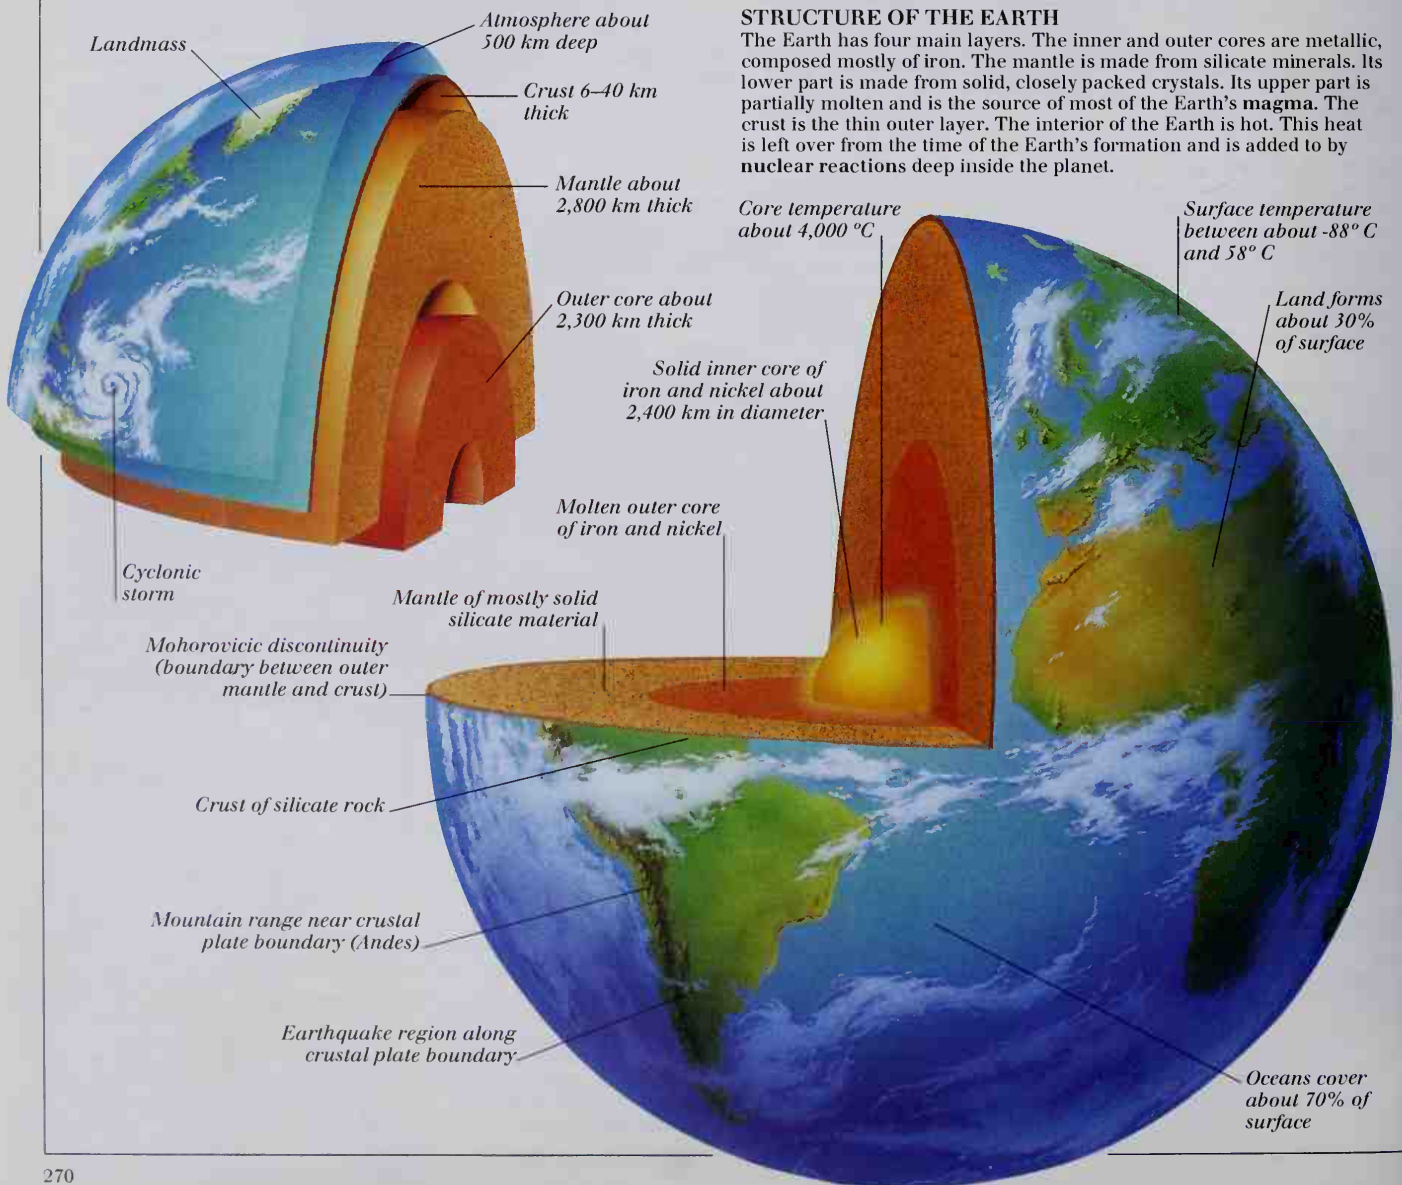 STRUCTURE OF THE EARTH
The Earth has four main layers. The inner and outer cores are metallic,
composed mostly of iron. The mantle is made from silicate minerals. Its
lower part is made from solid, closely packed crystals. Its upper part is
partially molten and is the source of most of the Earth's magma. The
crust is the thin outer layer. The interior of the Earth is hot. This heat
is left over from the time of the Earth's formation and is added to by
nuclear reactions deep inside the planet.
Landmass
Atmosphere about
500 km deep
Crust 6–40 km
thick
Mantle about
2,800 km thick
Outer core about
2,300 km thick
Cyclonic
storm
Core temperature
about 4,000 ºC
Surface temperature
between about -88º C
and 58º C
Land forms
about 30%
of surface
Solid inner core of
iron and nickel about
2,400 km in diameter
Molten outer core
of iron and nickel
Mantle of mostly solid
silicate material
Mohorovicic discontinuity
(boundary between outer
mantle and crust)
Crust of silicate rock
Mountain range near crustal
plate boundary (Andes)
Earthquake region along
crustal plate boundary
Oceans cover
about 70% of
surface
270